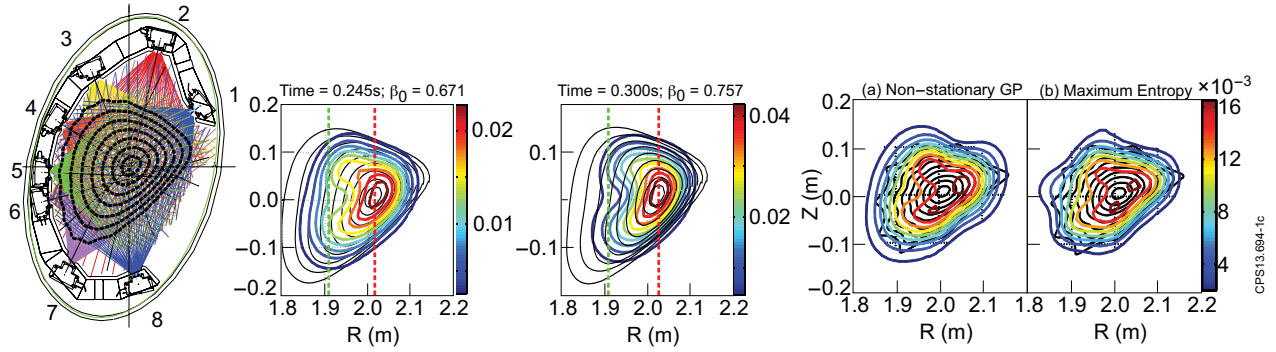 2
3
1
4
5
6
7
8
Time = 0.245s; β0 = 0.671
0.2
0.1
0.0
−0.1
−0.2
1.8 1.9 2.0 2.1
R (m)
0.02
0.01
Time = 0.300s; β0 = 0.757
0.2
0.1
−0.1
−0.2
1.8 1.9 2.0 2.1
R (m)
0.04
0.02
(a) Non−stationary GP
(b) Maximum Entropy
×10−3
0.2
0.1
0.0
−0.1
−0.2
Z (m)
1.8 1.9 2.0 2.1
R (m)
1.8 1.9 2.0 2.1 2.2
R (m)
16
12
8
4
CPS13.694-1c